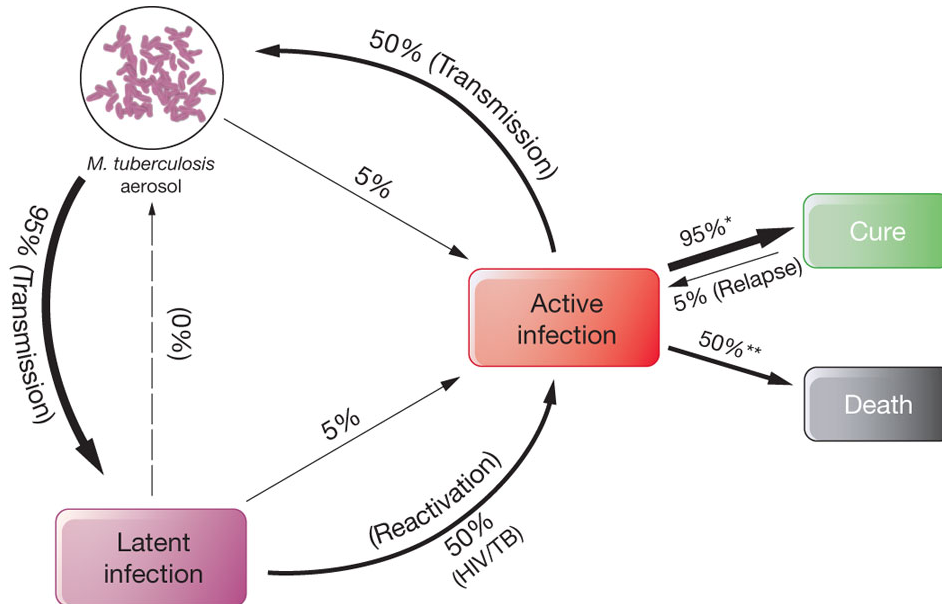 50% (Transmission)
M. tuberculosis
aerosol
5%
95% (Transmission)
(0%)
95%*
5% (Relapse)
Cure
Active
infection
50%**
Death
5%
(Reactivation)
50%
(HIV/TB)
Latent
infection